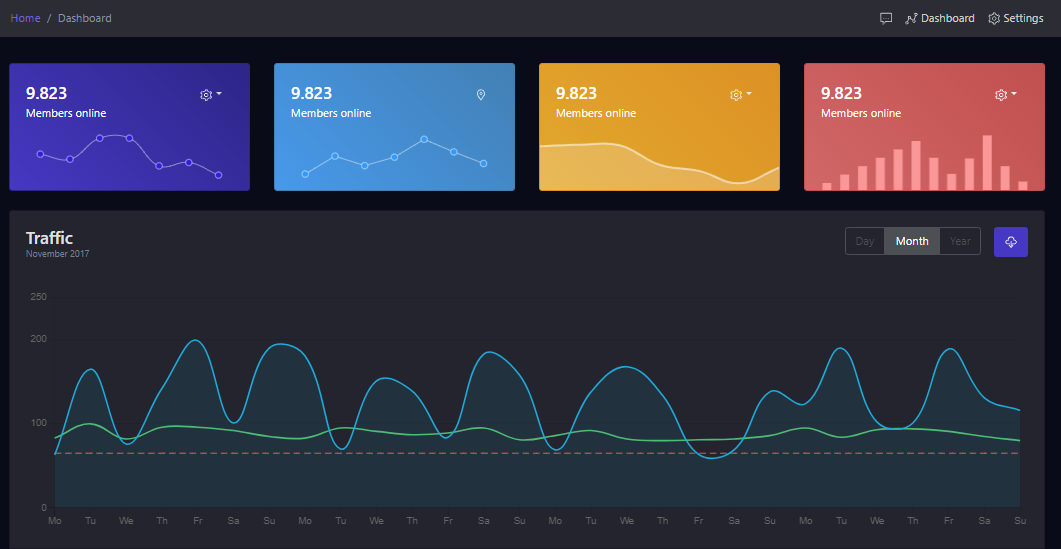 Home / Dashboard
Dashboard Settings
9.823
Members online
9.823
Members online
9.823
Members online
9.823
Members online
Traffic
November 2017
Day Month Year
250
200
100
0
Mo Tu We Th Fr Sa Su Mo Tu We Th Fr Sa Su Mo Tu We Th Fr Sa Su Mo Tu We Th Fr Sa Su